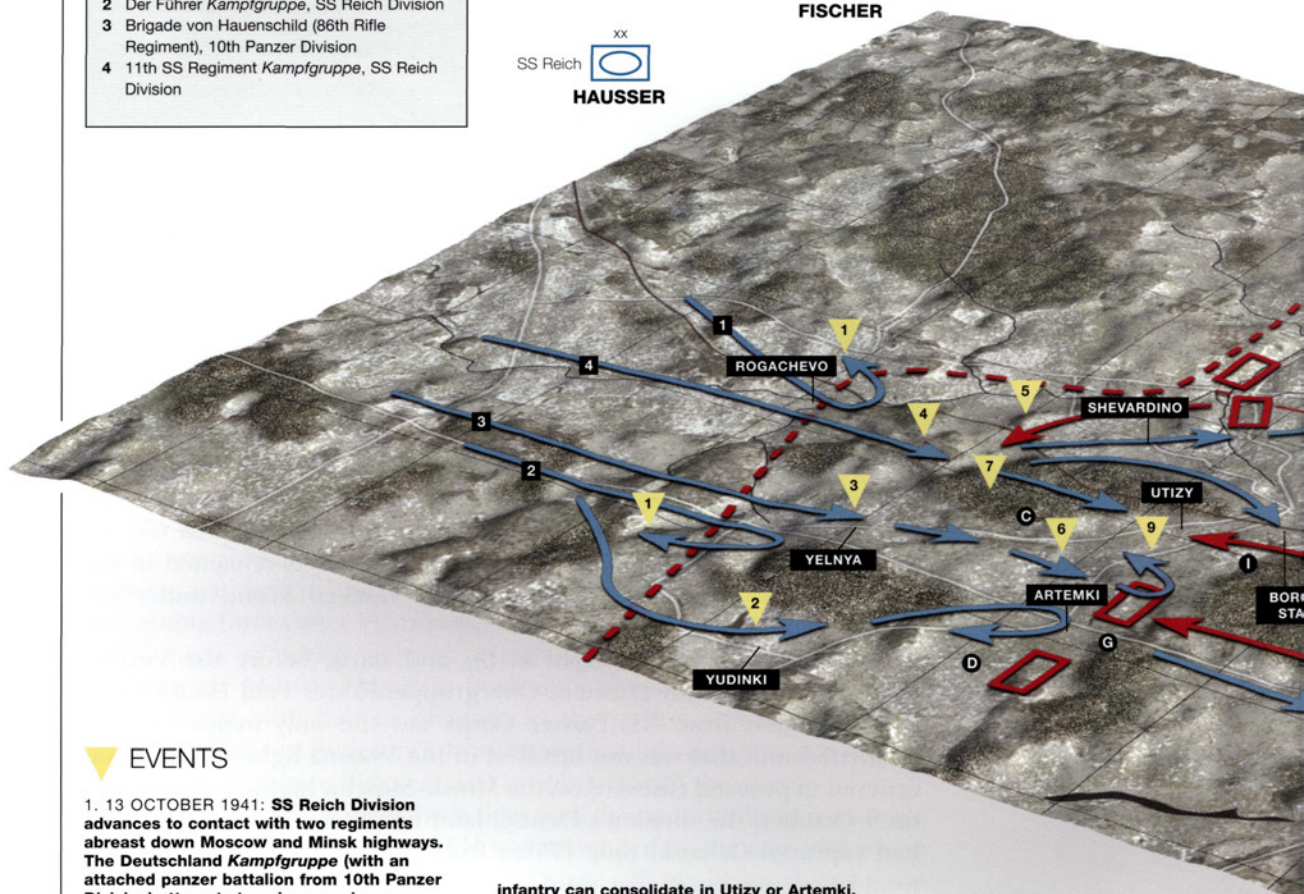 2 Der Führer Kampfgruppe, SS Reich Division
3 Brigade von Hauenschild (86th Rifle
Regiment), 10th Panzer Division
4 11th SS Regiment Kampfgruppe, SS Reich
Division
FISCHER
xx
SS Reich
HAUSSER
1
1
ROGACHEVO
4
5
4
SHEVARDINO
3
7
2
3
UTIZY
1
C
6
9
YELNYA
I
ARTEMKI
2
G
D
YUDINKI
EVENTS
1. 13 OCTOBER 1941: SS Reich Division
advances to contact with two regiments
abreast down Moscow and Minsk highways.
The Deutschland Kampfgruppe (with an
attached panzer battalion from 10th Panzer
infantry can consolidate in Utizy or Artemki.